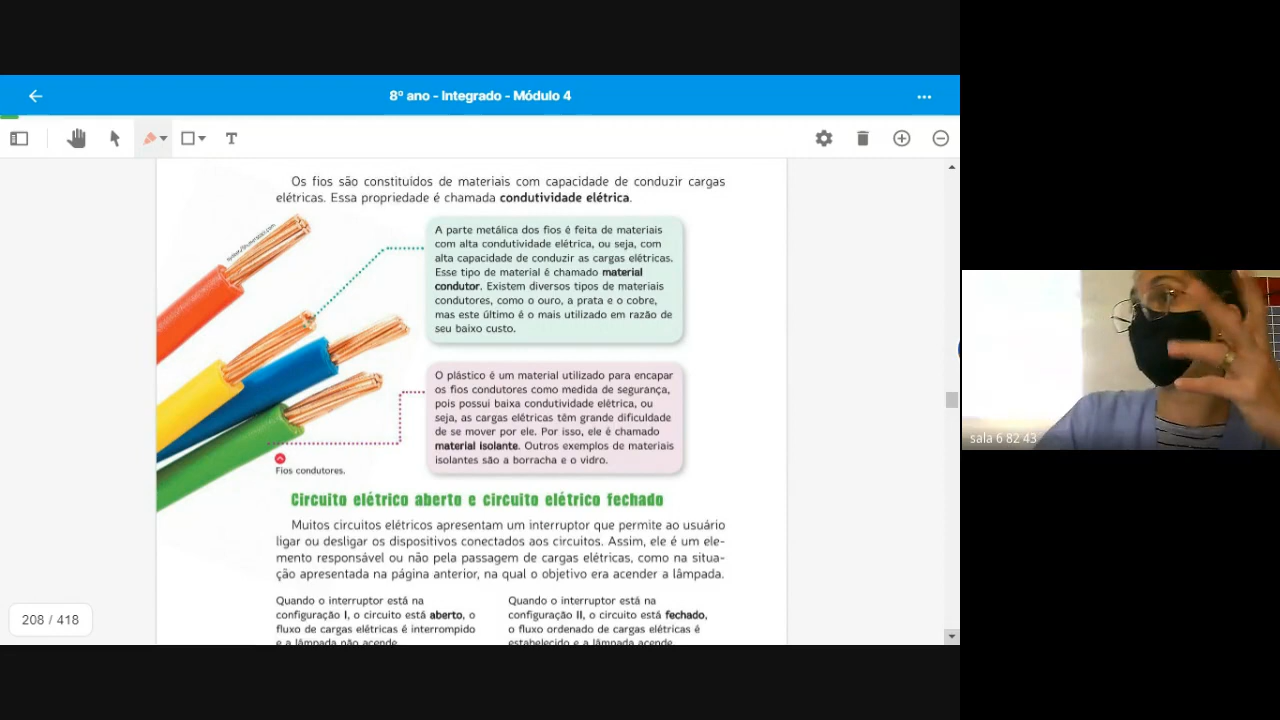 8º ano - Integrado - Módulo 4
T
Os fios são constituídos de materiais com capacidade de conduzir cargas
elétricas. Essa propriedade é chamada condutividade elétrica.
A parte metálica dos fios é feita de materiais
com alta condutividade elétrica, ou seja, com
alta capacidade de conduzir as cargas elétricas.
Esse tipo de material é chamado material
condutor. Existem diversos tipos de materiais
condutores, como o ouro, a prata e o cobre,
mas este último é o mais utilizado em razão de
seu baixo custo.
O plástico é um material utilizado para encapar
os fios condutores como medida de segurança,
pois possui baixa condutividade elétrica, ou
seja, as cargas elétricas têm grande dificuldade
de se mover por ele. Por isso, ele é chamado
material isolante. Outros exemplos de materiais
isolantes são a borracha e o vidro.
Fios condutores.
Circuito elétrico aberto e circuito elétrico fechado
Muitos circuitos elétricos apresentam um interruptor que permite ao usuário
ligar ou desligar os dispositivos conectados aos circuitos. Assim, ele é um ele-
mento responsável ou não pela passagem de cargas elétricas, como na situa-
ção apresentada na página anterior, na qual o objetivo era acender a lâmpada.
Quando o interruptor está na
configuração I, o circuito está aberto, o
fluxo de cargas elétricas é interrompido
e a lâmpada não acende
Quando o interruptor está na
configuração II, o circuito está fechado,
o fluxo ordenado de cargas elétricas é
estabelecido e a lâmpada acende
208 / 418
sala 6 82 43